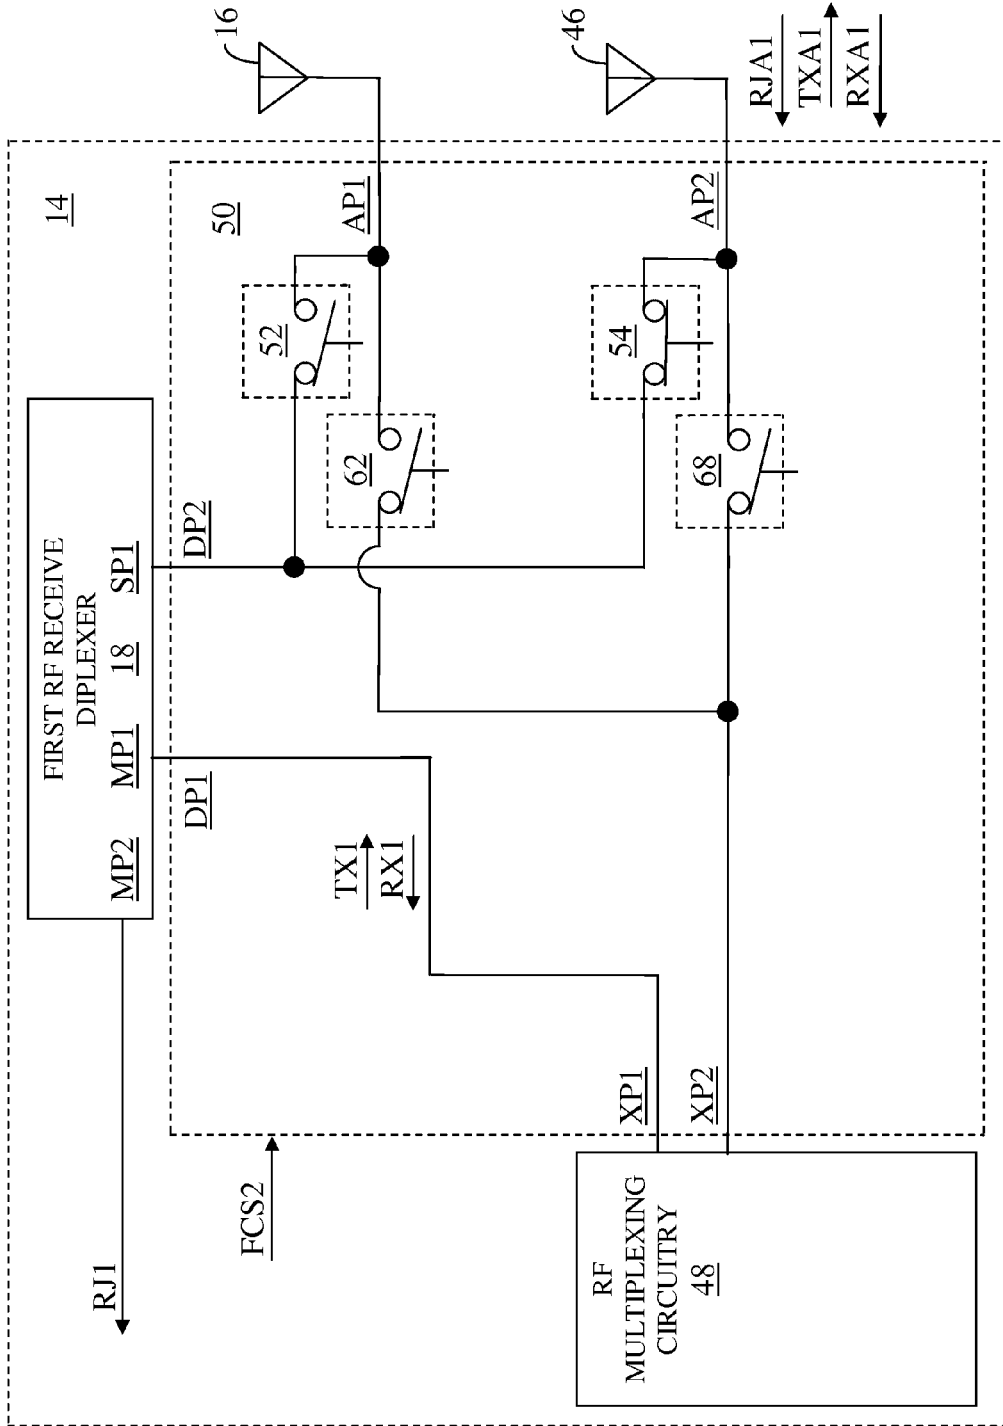 RJ1
FIRST RF RECEIVE
DIPLEXER
MP2
MP1
18
SP1
14
DP1
DP2
50
FCS2
TX1
RX1
52
62
AP1
16
54
68
AP2
46
XP1
XP2
RF
MULTIPLEXING
CIRCUITRY
48
RJA1
TXA1
RXA1